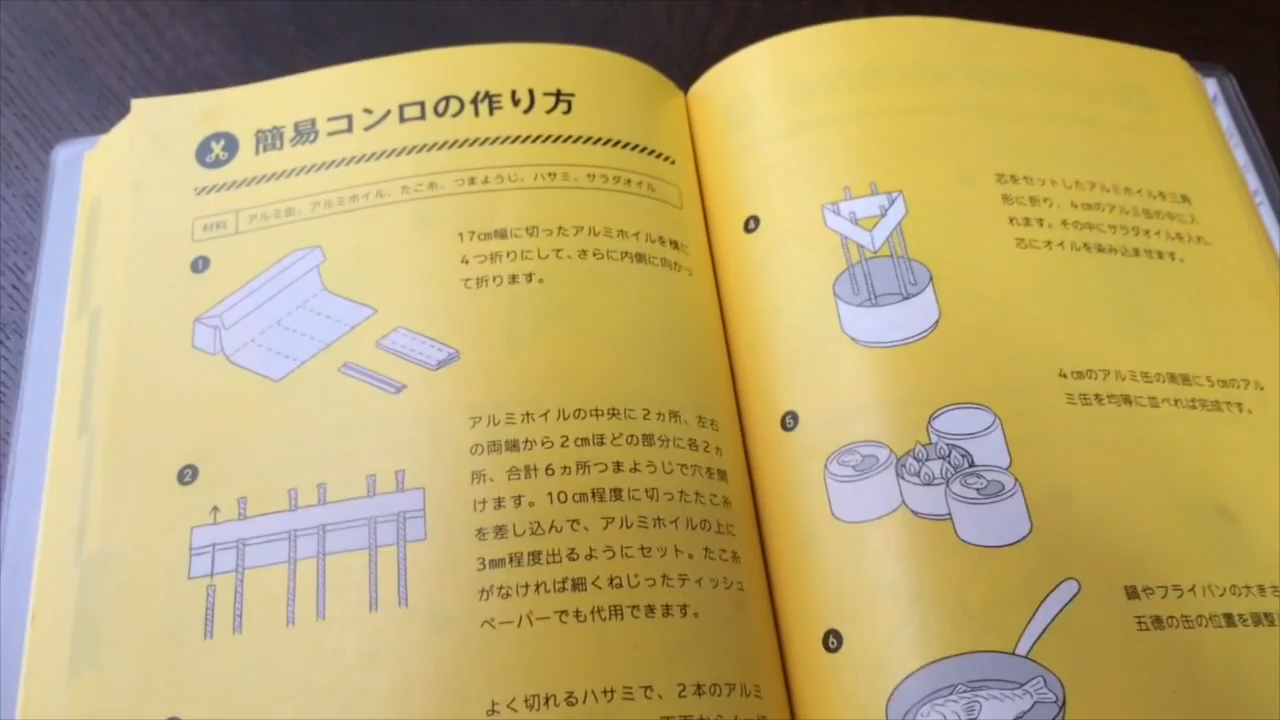 簡易コンロの作り方
材料 アルミ缶、アルミホイル、たこ糸、つまようじ、ハサミ、サラダオイル
1
17cm幅に切ったアルミホイルを横に
4つ折りにして、さらに内側に向かっ
て折ります。
2
アルミホイルの中央に2ヵ所、左右
の両端から2cmほどの部分に各2ヵ
所、合計6ヵ所つまようじで穴を開
けます。10cm程度に切ったたこ糸
を差し込んで、アルミホイルの上に
3mm程度出るようにセット。たこ糸
がなければ細くねじったティッシュ
ペーパーでも代用できます。
よく切れるハサミで、2本のアルミ
4
芯をセットしたアルミホイルを三角
形に折り、4cmのアルミ缶の中に入
れます。その中にサラダオイルを入れ、
芯にオイルを染み込ませます。
5
4cmのアルミ缶の周囲に5cmのアル
ミ缶を均等に並べれば完成です。
6
鍋やフライパンの大きさ
五徳の缶の位置を調整